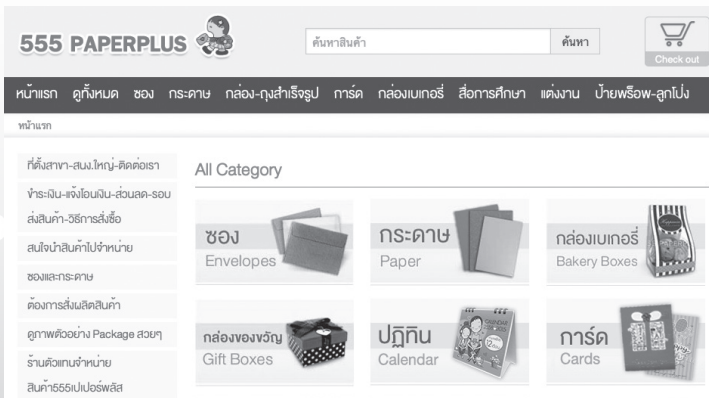 555 PAPERPLUS
ค้นหาสินค้า
ค้นหา
Check out
หน้าแรก ดูทั้งหมด ซอง กระดาษ กล่อง-ถุงสำเร็จรูป การ์ด กล่องเบเกอรี่ สื่อการศึกษา แต่งงาน ป้ายพร็อพ-ลูกโป่ง
หน้าแรก
ที่ตั้งสาขา-สนง.ใหญ่-ติดต่อเรา
ชำระเงิน-แจ้งโอนเงิน-ส่วนลด-รอบ
ส่งสินค้า-วิธีการสั่งซื้อ
สนใจนำสินค้าไปจำหน่าย
ซองและกระดาษ
ต้องการสั่งผลิตสินค้า
ดูภาพตัวอย่าง Package สวยๆ
ร้านตัวแทนจำหน่าย
สินค้า555เปเปอร์พลัส
All Category
ซอง
Envelopes
กระดาษ
Paper
กล่องเบเกอรี่
Bakery Boxes
กล่องของขวัญ
Gift Boxes
ปฏิทิน
Calendar
CALENDAR
การ์ด
Cards